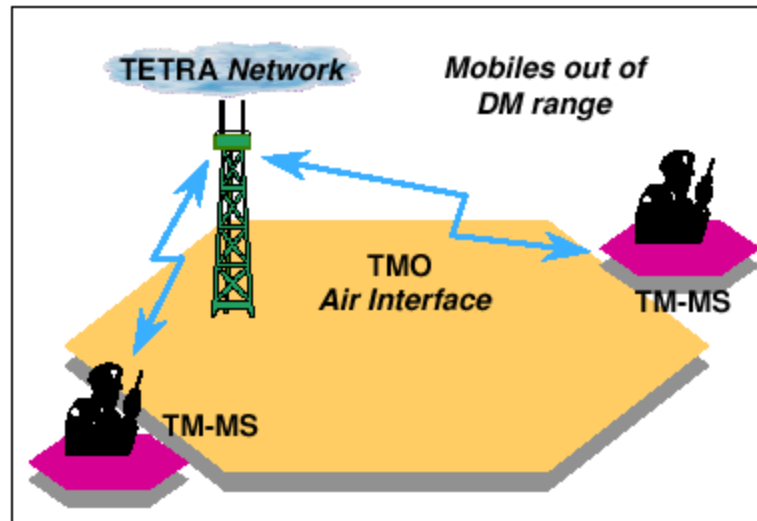 TETRA Network
Mobiles out of
DM range
TMO
Air Interface
TM-MS
TM-MS